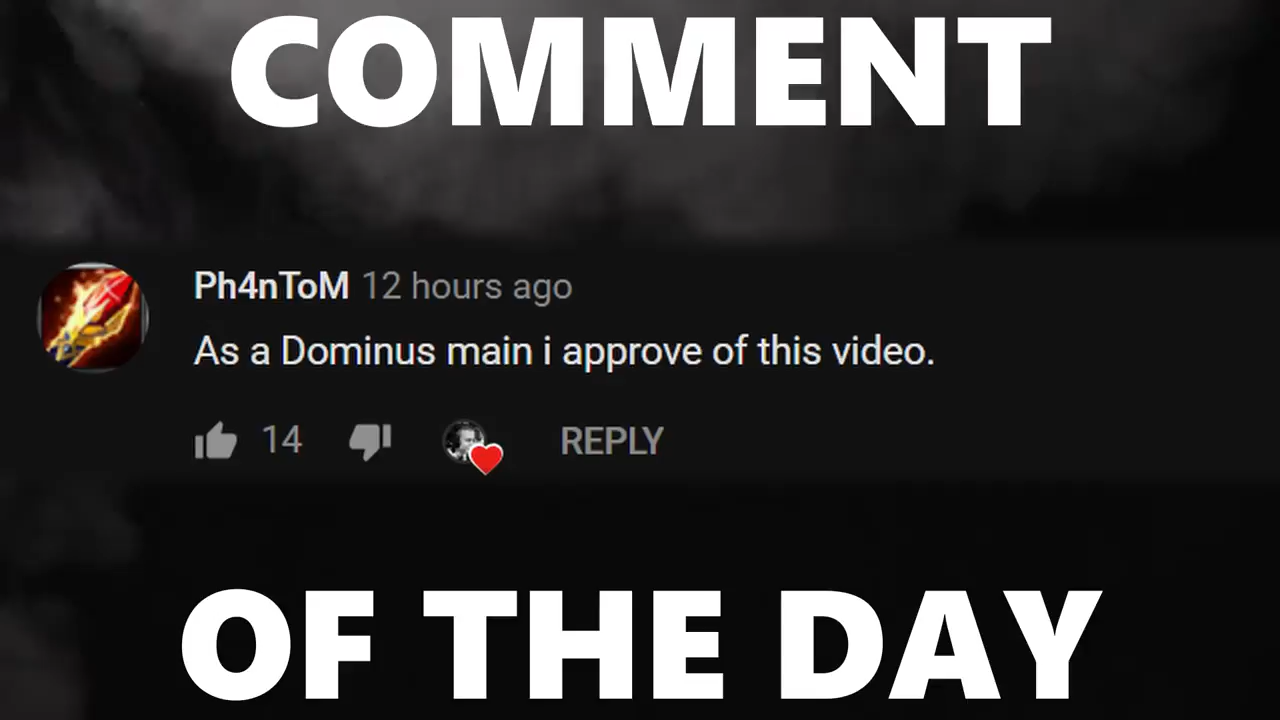 COMMENT
Ph4nToM 12 hours ago
As a Dominus main i approve of this video.
14 REPLY
OF THE DAY